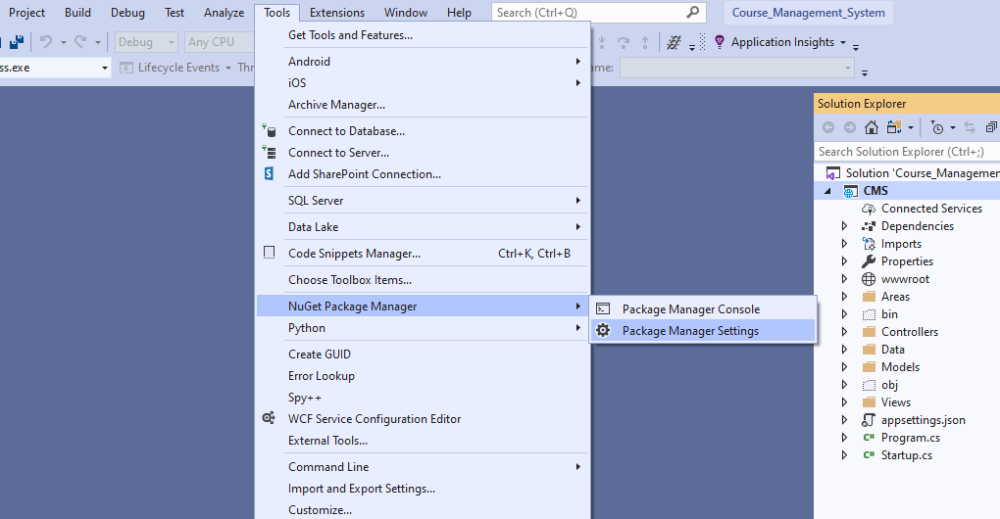 Project Build Debug Test Analyze Tools Extensions Window Help Search (Ctrl+Q) Course_Management_System
Debug Any CPU Application Insights
ss.exe Lifecycle Events Thr ame:
Get Tools and Features...
Android
iOS
Archive Manager...
Connect to Database...
Connect to Server...
Add SharePoint Connection...
SQL Server
Data Lake
Code Snippets Manager... Ctrl+K, Ctrl+B
Choose Toolbox Items...
NuGet Package Manager
Python
Create GUID
Error Lookup
Spy++
WCF Service Configuration Editor
External Tools...
Command Line
Import and Export Settings...
Customize...
Package Manager Console
Package Manager Settings
Solution Explorer
Search Solution Explorer (Ctrl+;)
Solution 'Course_Managemen
CMS
Connected Services
Dependencies
Imports
Properties
wwwroot
Areas
bin
Controllers
Data
Models
obj
Views
appsettings.json
C# Program.cs
C# Startup.cs